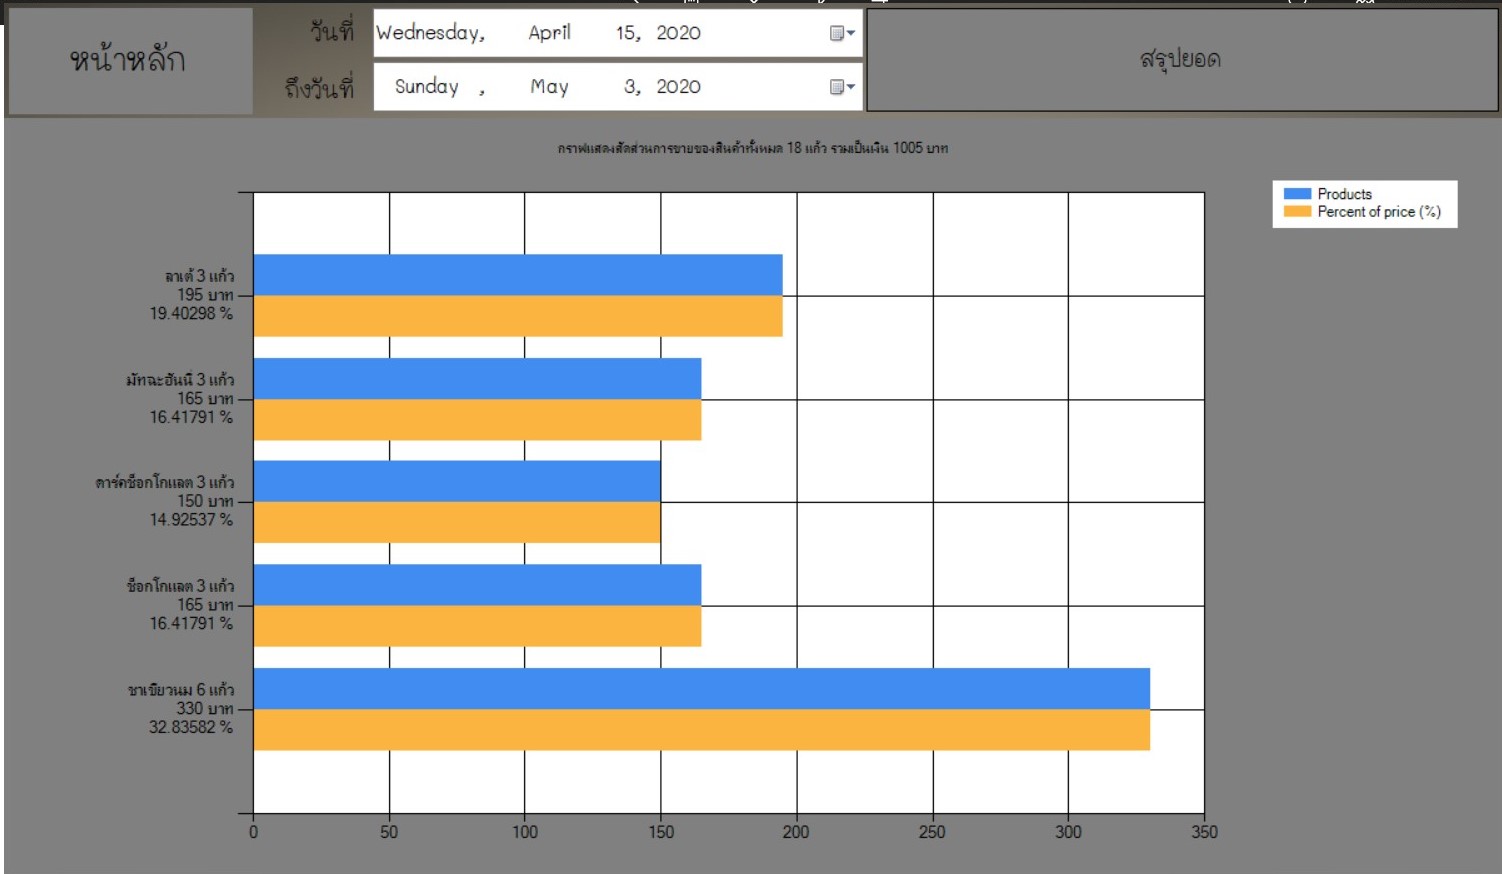 หน้าหลัก
วันที่
Wednesday, April 15, 2020
ถึงวันที่
Sunday , May 3, 2020
สรุปยอด
กราฟแสดงสัดส่วนการขายของสินค้าทั้งหมด 18 แก้ว รวมเป็นเงิน 1005 บาท
Products
Percent of price (%)
ลาเต้ 3 แก้ว
195 บาท
19.40298 %
มัทฉะฮันนี่ 3 แก้ว
165 บาท
16.41791 %
ดาร์คช็อกโกแลต 3 แก้ว
150 บาท
14.92537 %
ช็อกโกแลต 3 แก้ว
165 บาท
16.41791 %
ชาเขียวนม 6 แก้ว
330 บาท
32.83582 %
0 50 100 150 200 250 300 350